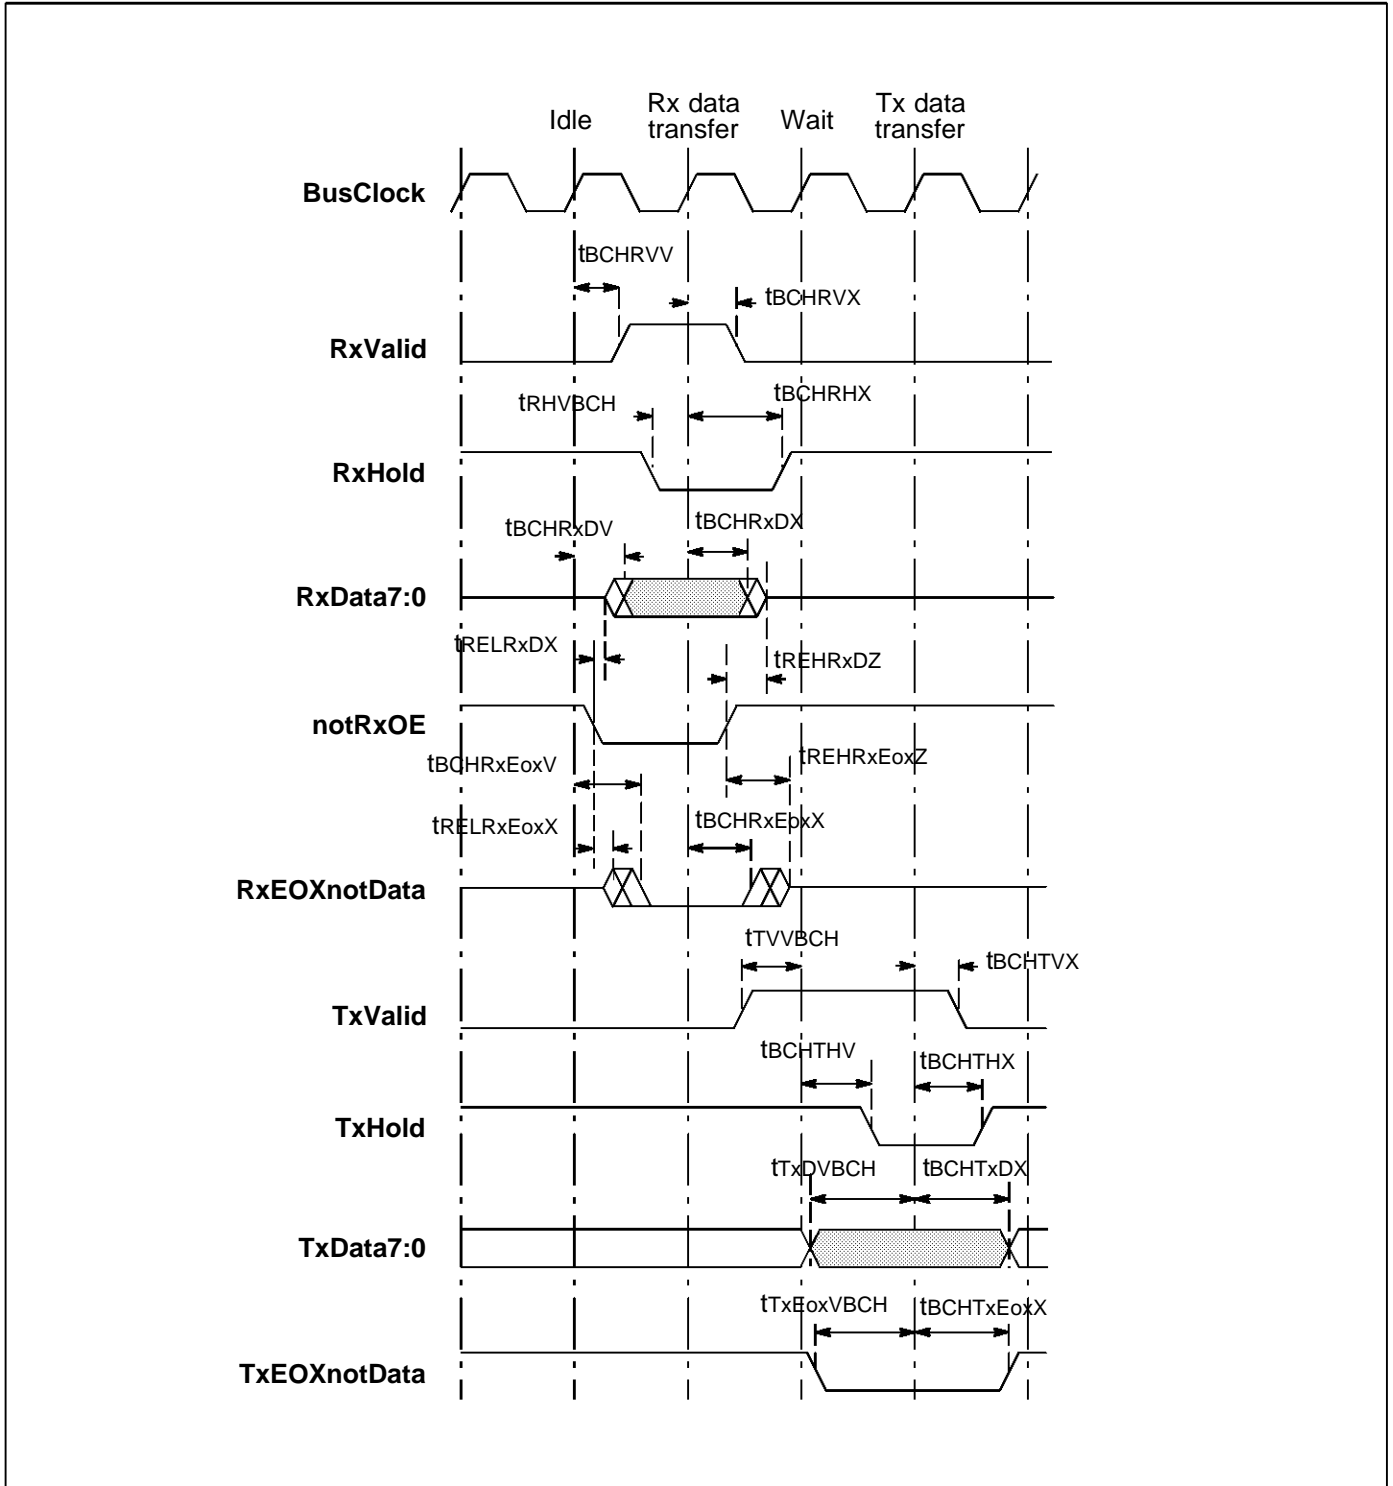 Idle
Rx data
transfer
Wait
Tx data
transfer
BusClock
tBCHRVV
tBCHRVX
RxValid
tRHVBCH
tBCHRHX
RxHold
tBCHRxDV
tBCHRxDX
RxData7:0
tRELRxDX
tREHRxDZ
notRxOE
tBCHRxEoxV
tREHRxEoxZ
tRELRxEoxX
tBCHRxEoxX
RxEOXnotData
tTVVBCH
tBCHTVX
TxValid
tBCHTHV
tBCHTHX
TxHold
tTxDVBCH
tBCHTxDX
TxData7:0
tTxEoxVBCH
tBCHTxEoxX
TxEOXnotData